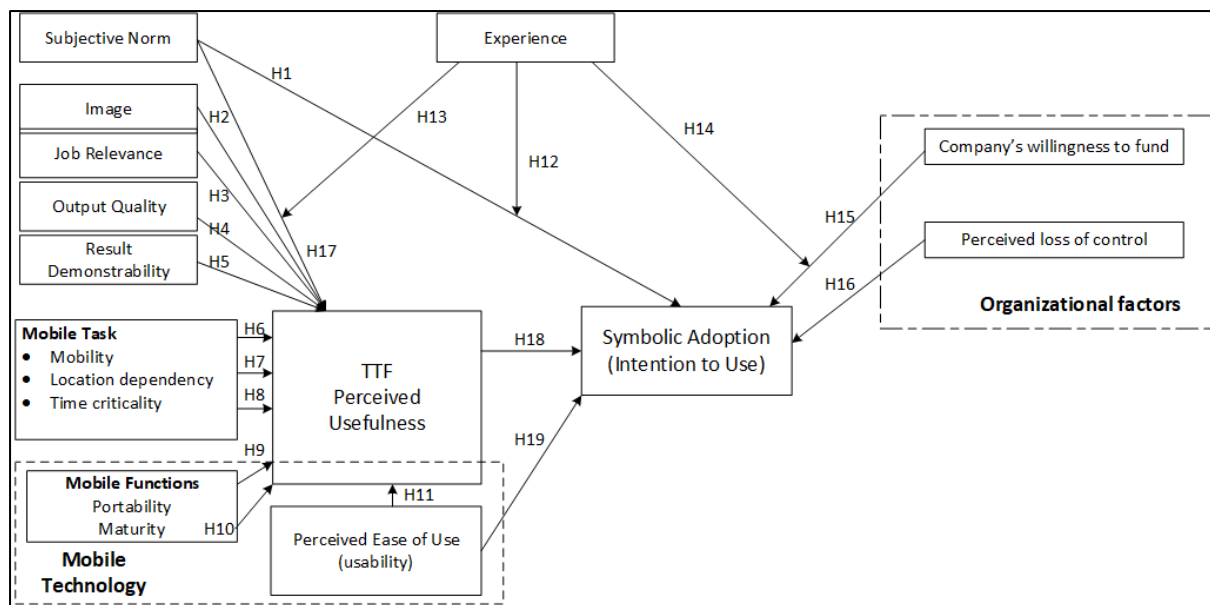 Subjective Norm
Experience
H1
Image
H2
H13
H14
Job Relevance
H12
Company's willingness to fund
H3
Output Quality
H4
H15
Result
Demonstrability
H5
H17
Perceived loss of control
H16
Organizational factors
Mobile Task
● Mobility
● Location dependency
● Time criticality
H6
H7
H8
TTF
Perceived
Usefulness
H18
Symbolic Adoption
(Intention to Use)
H9
H19
Mobile Functions
Portability
Maturity
H10
H11
Perceived Ease of Use
(usability)
Mobile
Technology